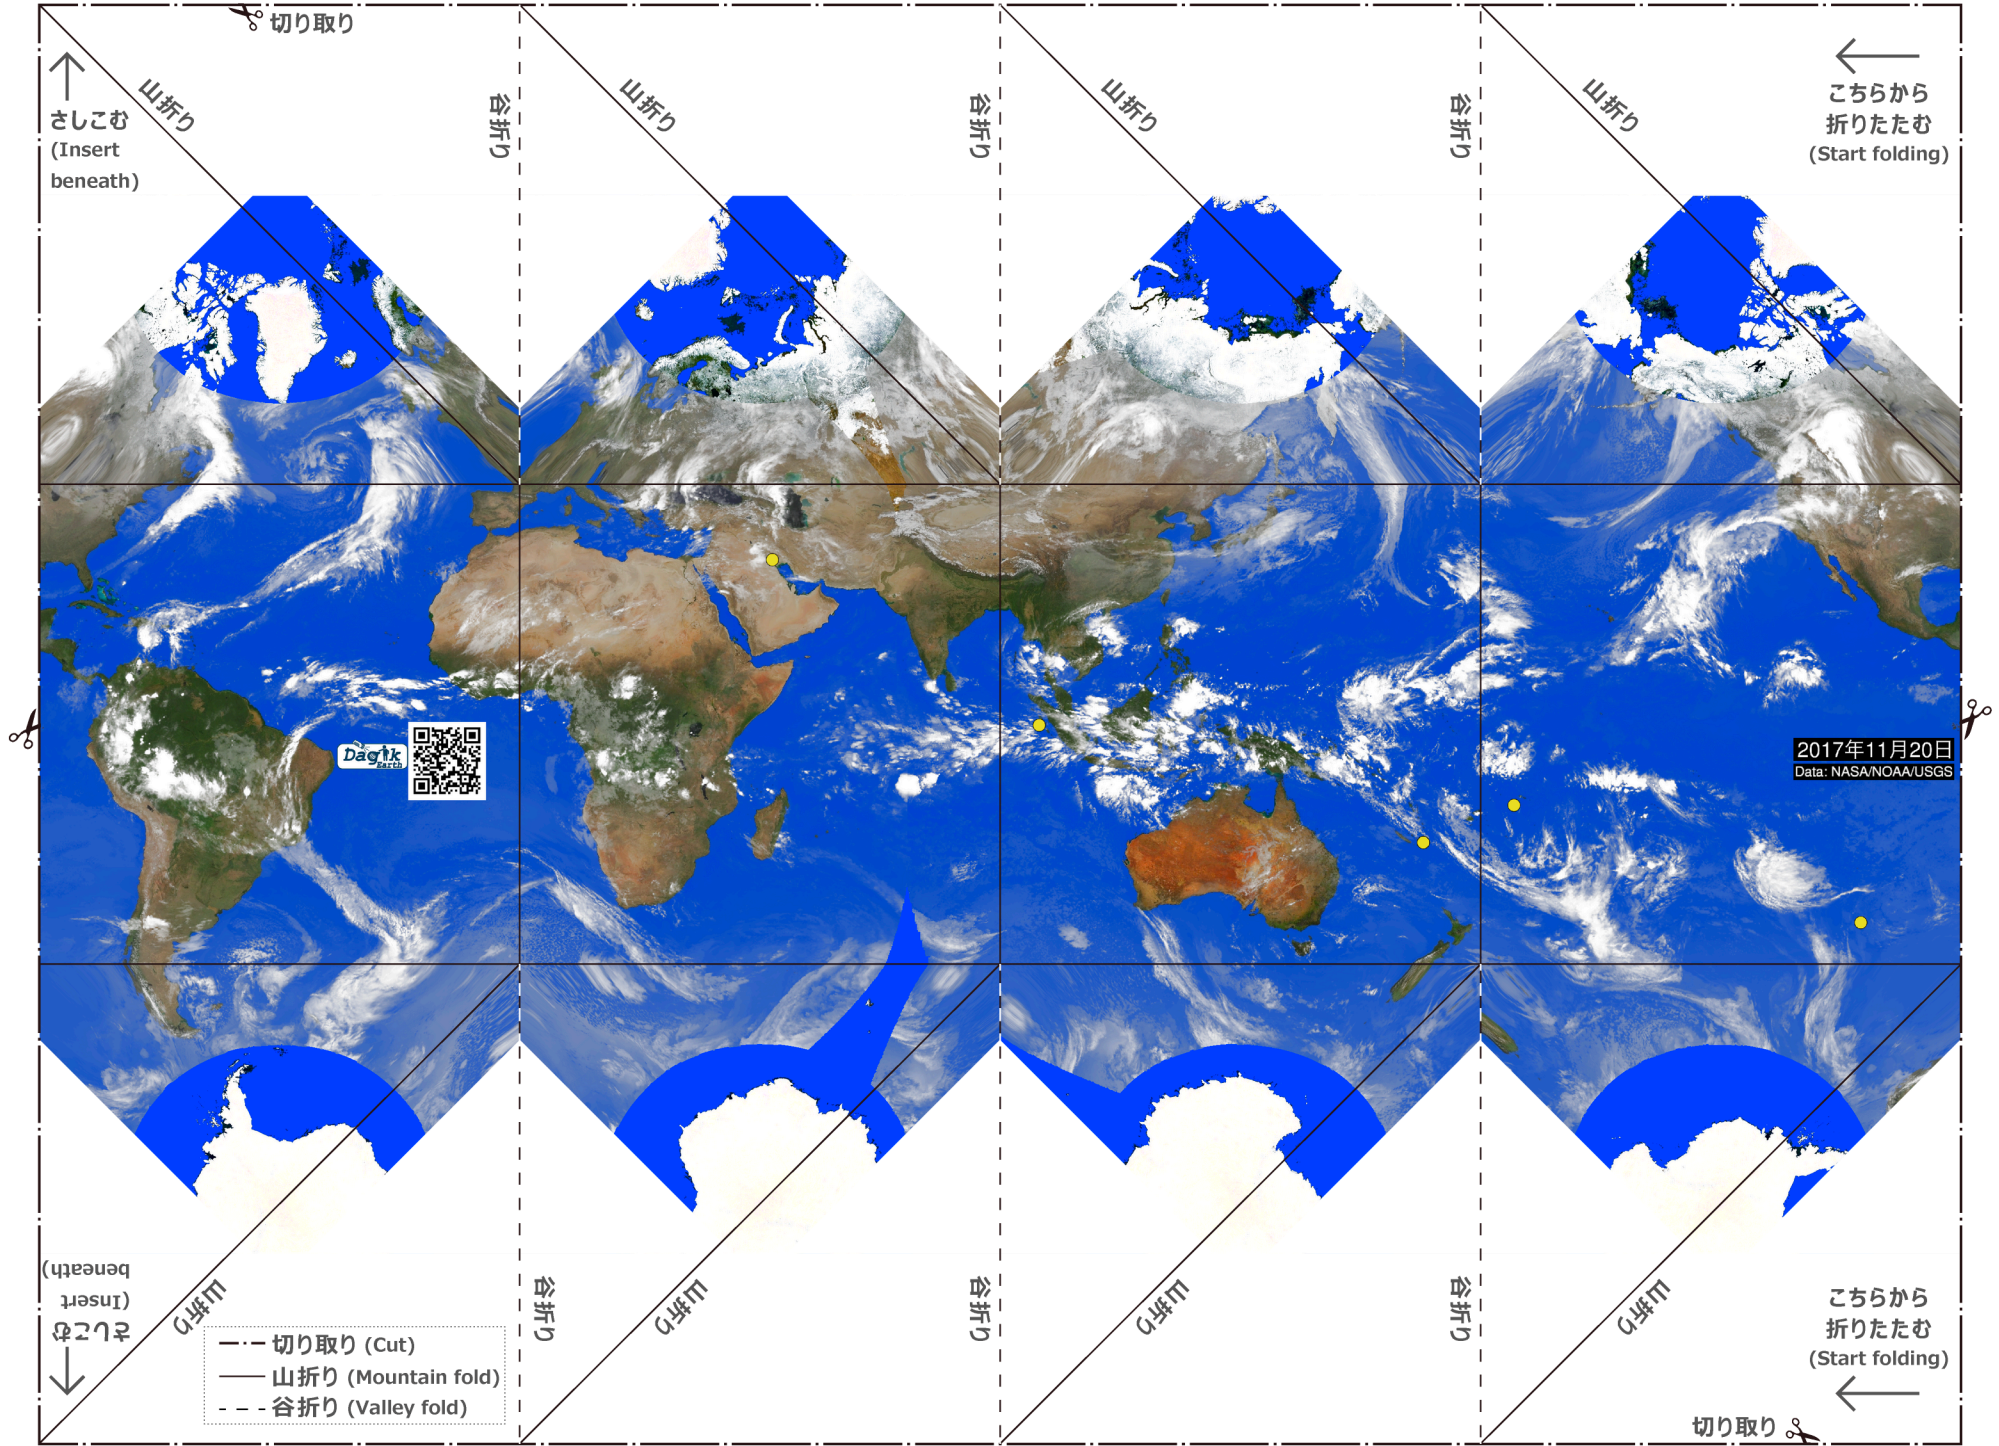 切り取り
さしこむ
(Insert
beneath)
山折り
谷折り
山折り
谷折り
山折り
谷折り
山折り
こちらから
折りたたむ
(Start folding)
Dagik
Earth
2017年11月20日
Data: NASA/NOAA/USGS
さしこむ
(Insert
beneath)
山折り
谷折り
山折り
谷折り
山折り
谷折り
山折り
こちらから
折りたたむ
(Start folding)
切り取り (Cut)
山折り (Mountain fold)
谷折り (Valley fold)
切り取り